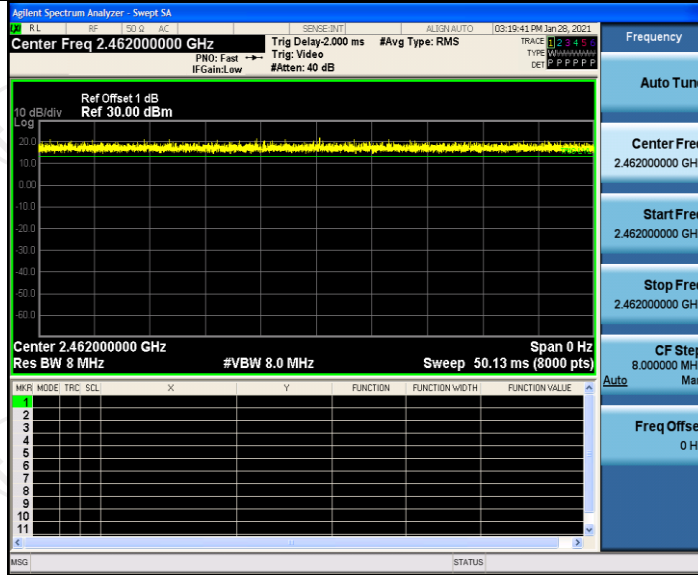 Agilent Spectrum Analyzer - Swept SA
RL RF 50 Ω AC SENSE:INT ALIGN AUTO 03:19:41 PM Jan 28, 2021
Center Freq 2.462000000 GHz
PNO: Fast
IFGain:Low
Trig Delay-2.000 ms
Trig: Video
#Atten: 40 dB
#Avg Type: RMS
TRACE 1 2 3 4 5 6
TYPE
DET P P P P P P
10 dB/div
Log
Ref Offset 1 dB
Ref 30.00 dBm
20.0
10.0
0.00
-10.0
-20.0
-30.0
-40.0
-50.0
-60.0
Center 2.462000000 GHz Span 0 Hz
Res BW 8 MHz #VBW 8.0 MHz Sweep 50.13 ms (8000 pts)
MKR MODE TRC SCL X Y FUNCTION FUNCTION WIDTH FUNCTION VALUE
1
2
3
4
5
6
7
8
9
10
11
MSG STATUS
Frequency
Auto Tun
Center Fre
2.462000000 GH
Start Fre
2.462000000 GH
Stop Fre
2.462000000 GH
CF Step
8.000000 MH
Auto Ma
Freq Offse
0 H